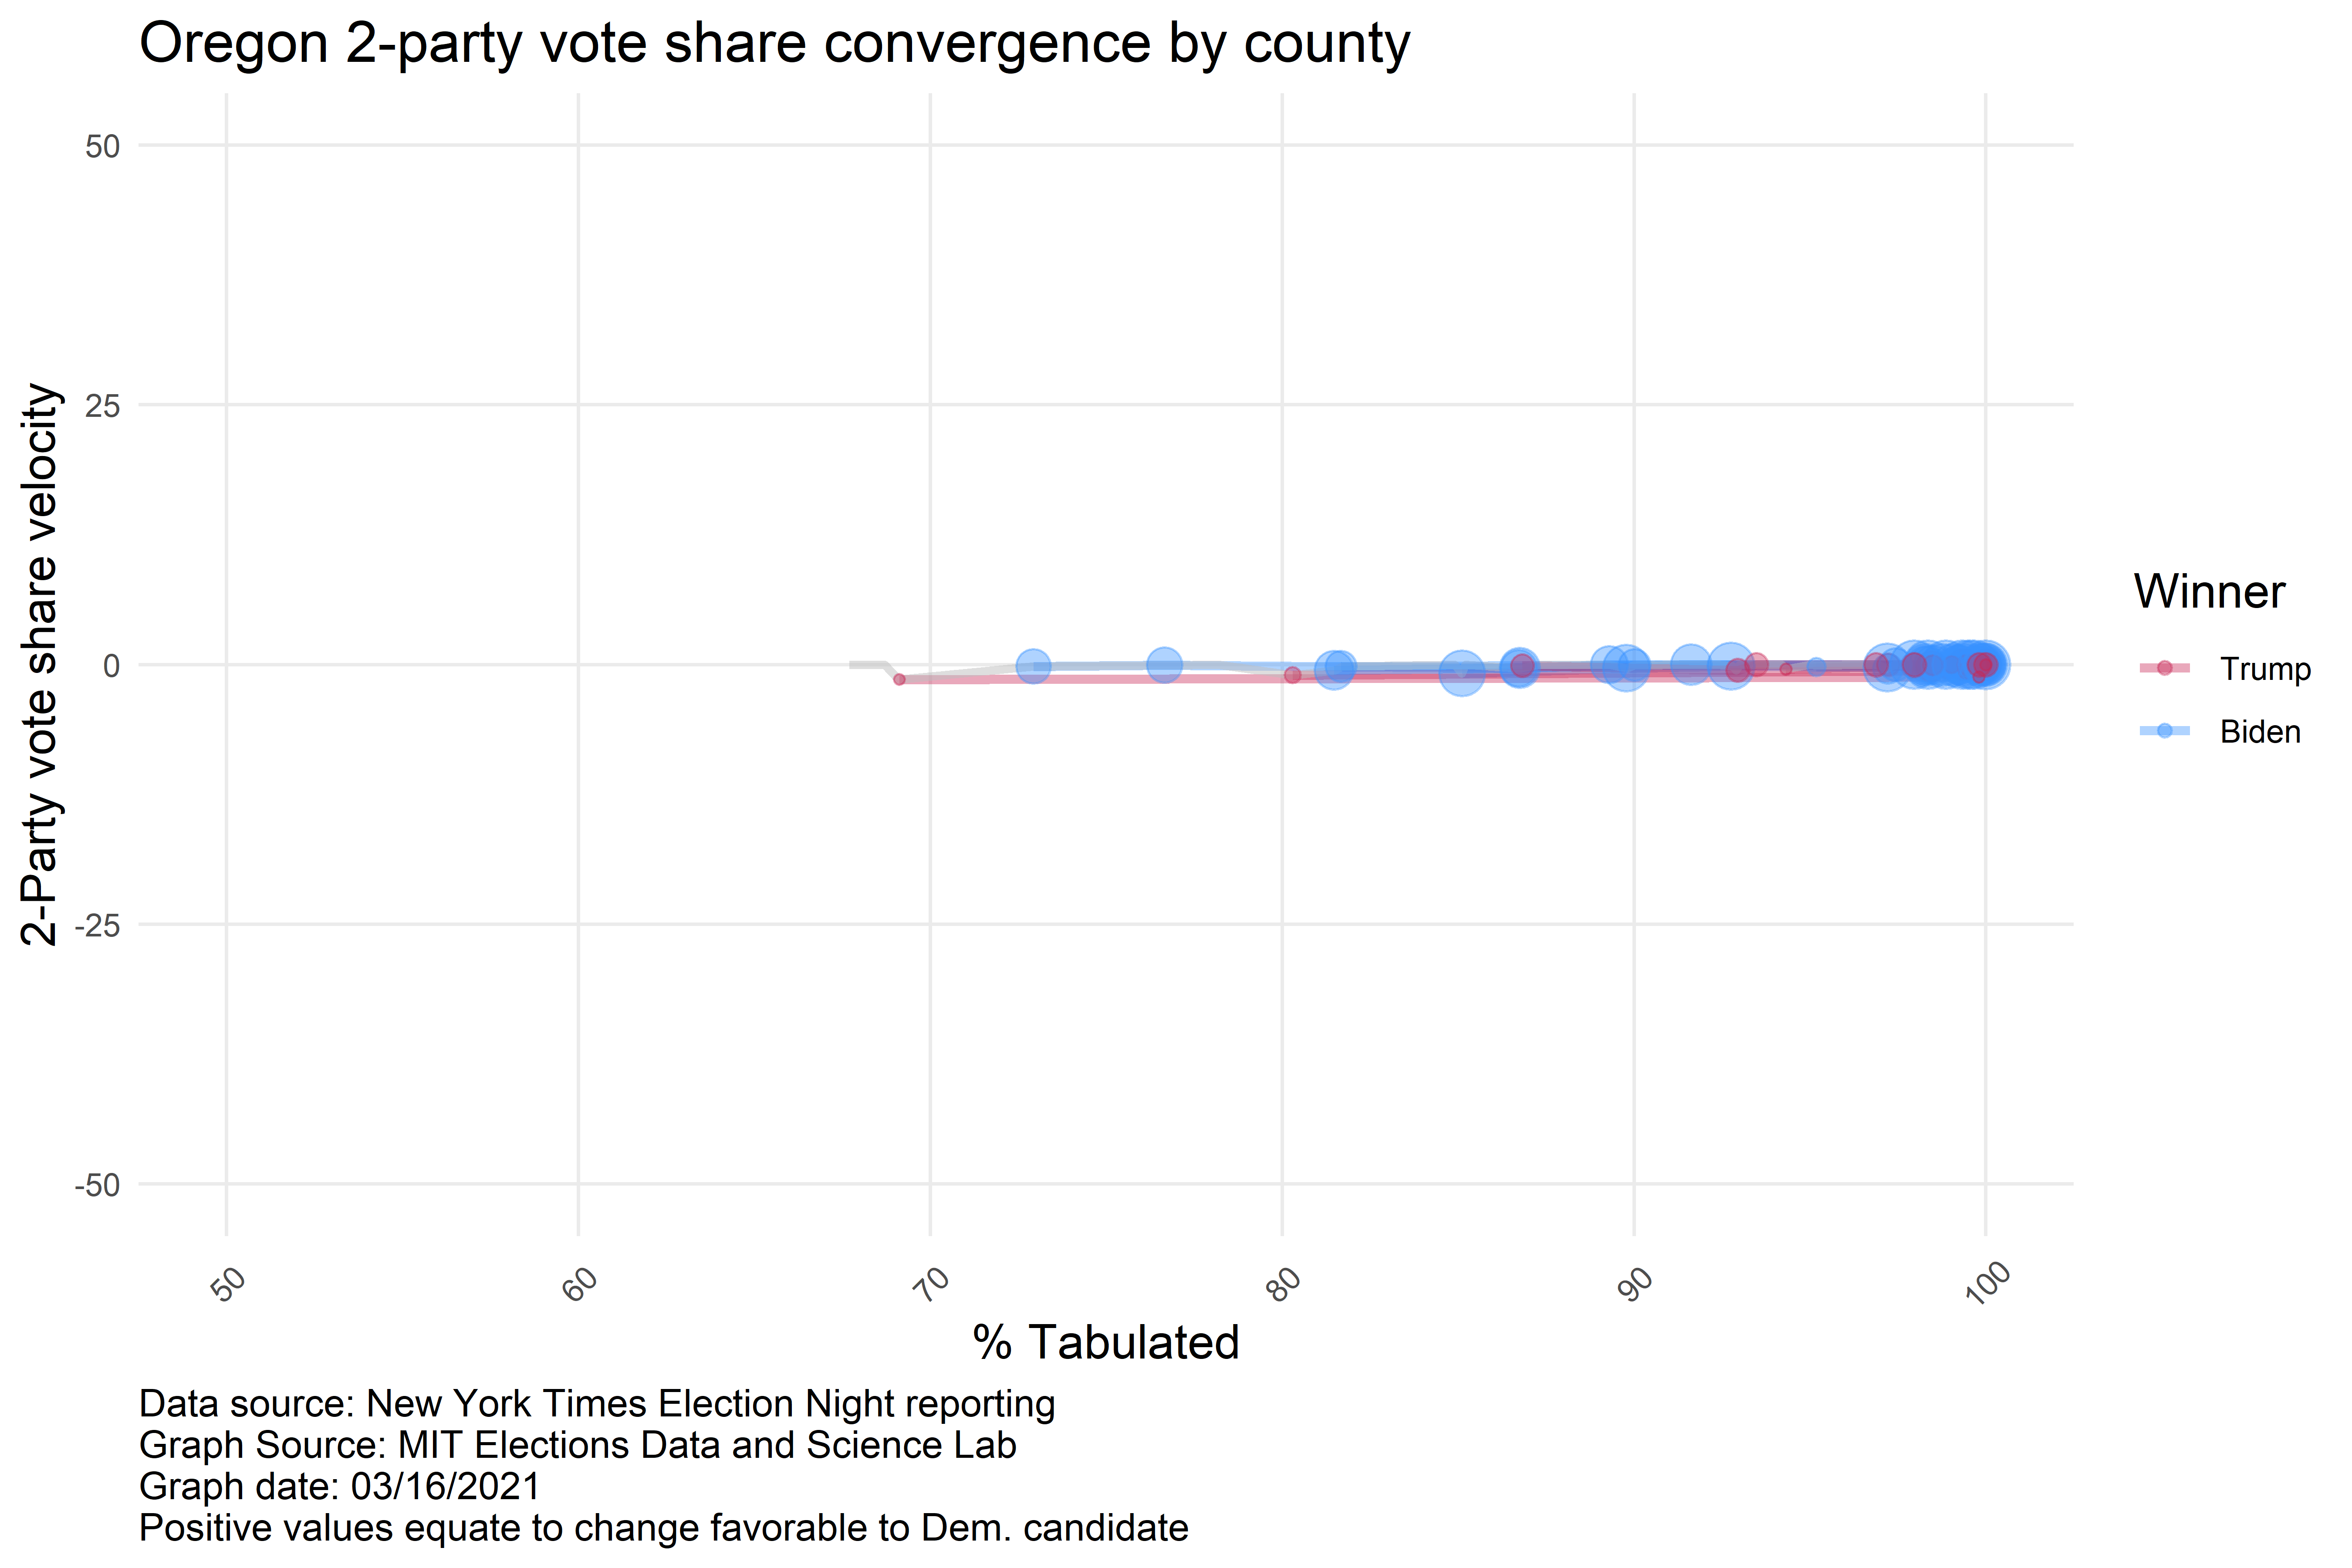 Oregon 2-party vote share convergence by county
2-Party vote share velocity
50
25
0
-25
-50
50
60
70
80
90
100
% Tabulated
Winner
Trump
Biden
Data source: New York Times Election Night reporting
Graph Source: MIT Elections Data and Science Lab
Graph date: 03/16/2021
Positive values equate to change favorable to Dem. candidate